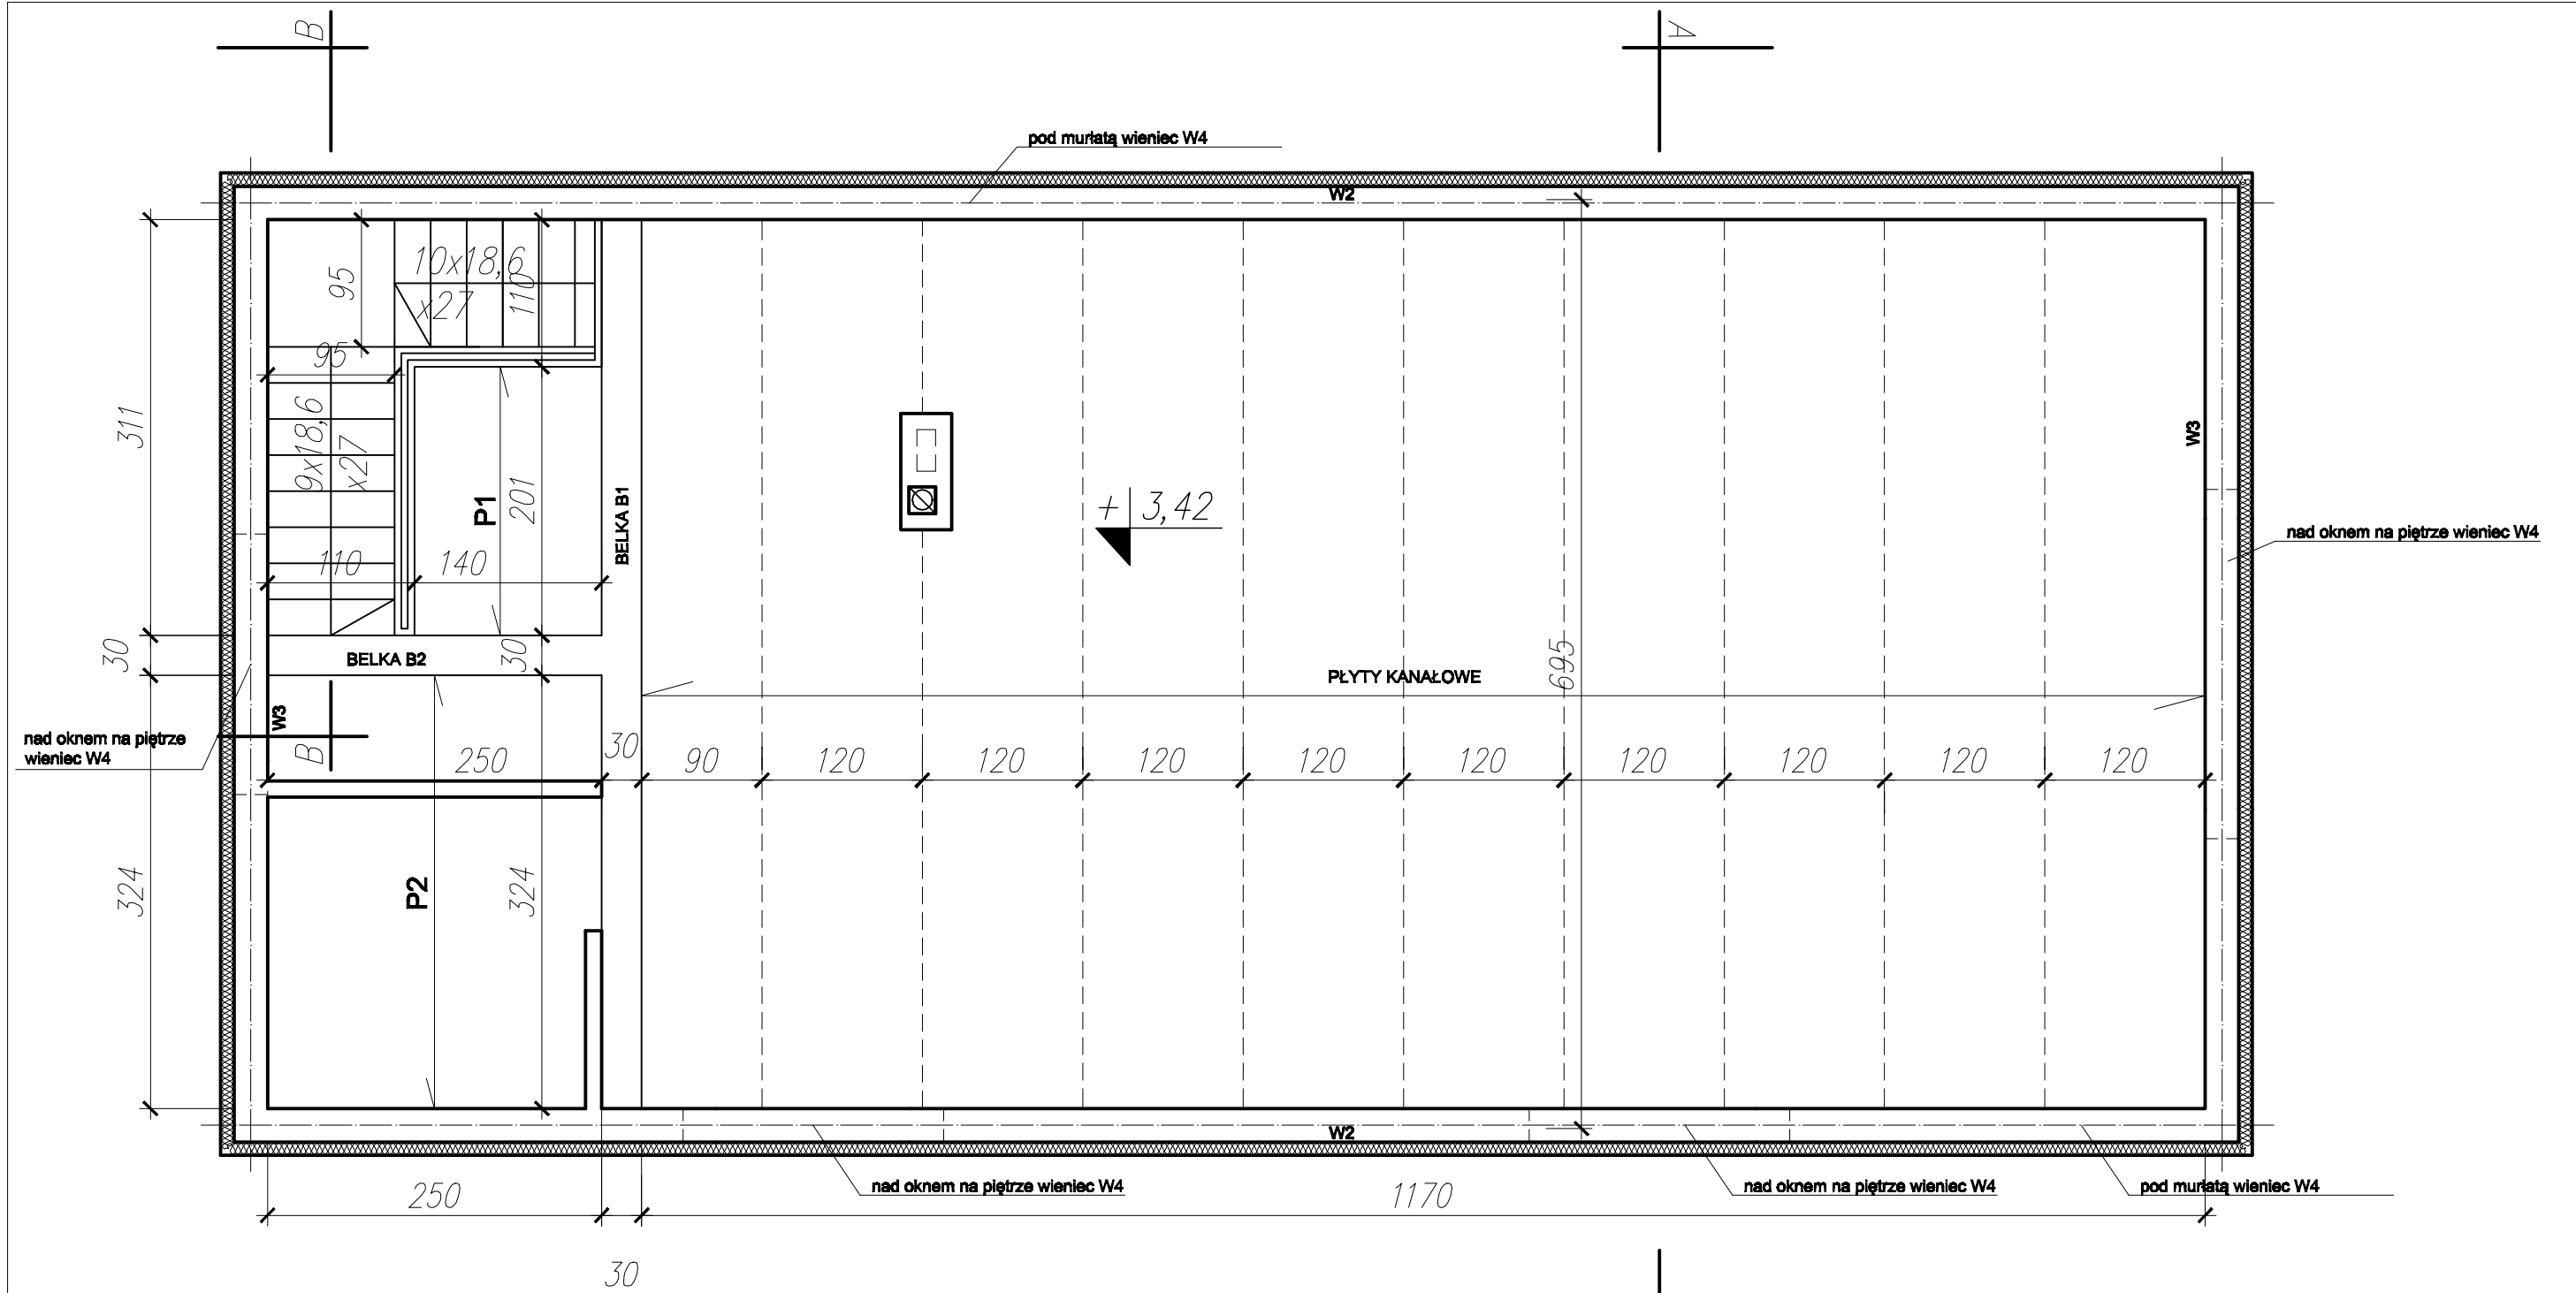 B
A
pod murłatą wieniec W4
W2
10x18,6
x27
95
110
95
311
9x18,6
x27
P1
201
BELKA B1
+ 3,42
W3
nad oknem na piętrze wieniec W4
110
140
30
BELKA B2
30
695
PŁYTY KANAŁOWE
W3
nad oknem na piętrze
wieniec W4
B
250
30
90
120
120
120
120
120
120
120
120
120
324
P2
324
W2
nad oknem na piętrze wieniec W4
nad oknem na piętrze wieniec W4
pod murłatą wieniec W4
250
1170
30